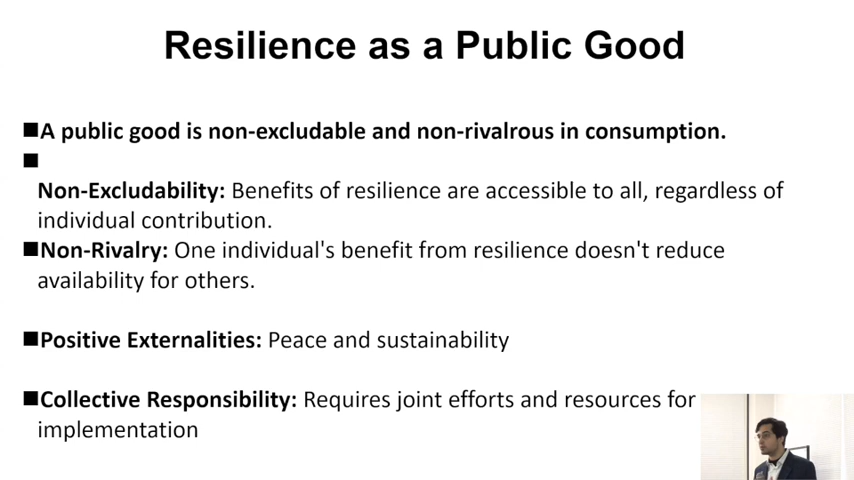 Resilience as a Public Good
■A public good is non-excludable and non-rivalrous in consumption.
■
Non-Excludability: Benefits of resilience are accessible to all, regardless of
individual contribution.
■Non-Rivalry: One individual's benefit from resilience doesn't reduce
availability for others.
■Positive Externalities: Peace and sustainability
■Collective Responsibility: Requires joint efforts and resources for
implementation